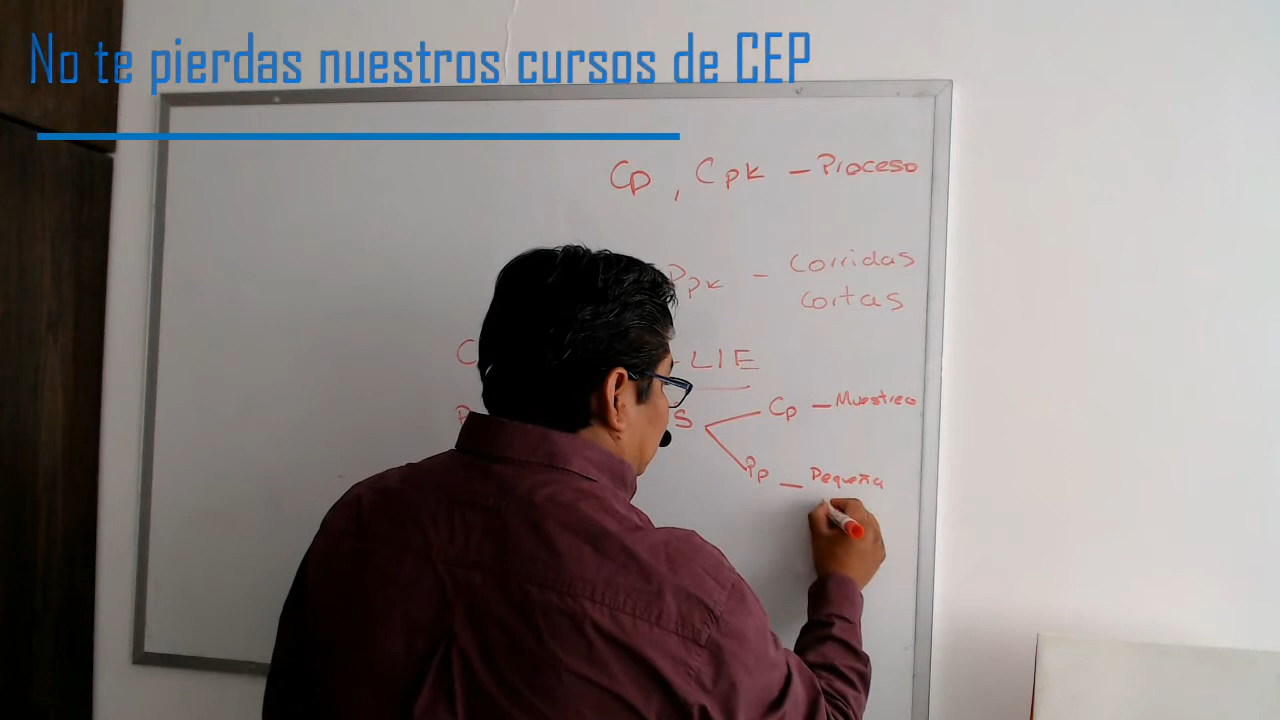 No te pierdas nuestros cursos de CEP
Cp , Cpk - Proceso
Ppk - Corridas
Cortas
C -LIE
P S Cp - Muestreo
Pp - Pequeña